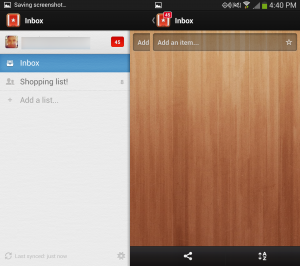 Saving screenshot...
Inbox
45
Inbox
Shopping list!
Add a list...
Last synced: just now
4:40 PM
45
Inbox
Add
Add an item...